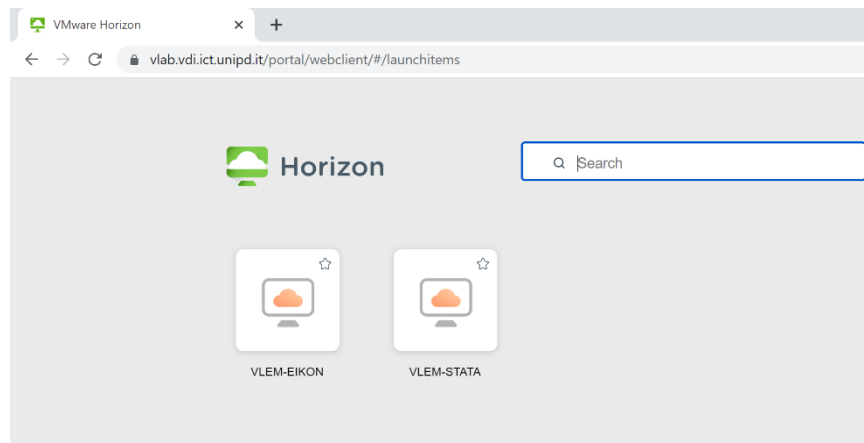 VMware Horizon
vlab.vdi.ict.unipd.it/portal/webclient/#/launchitems
Horizon
Search
VLEM-EIKON
VLEM-STATA